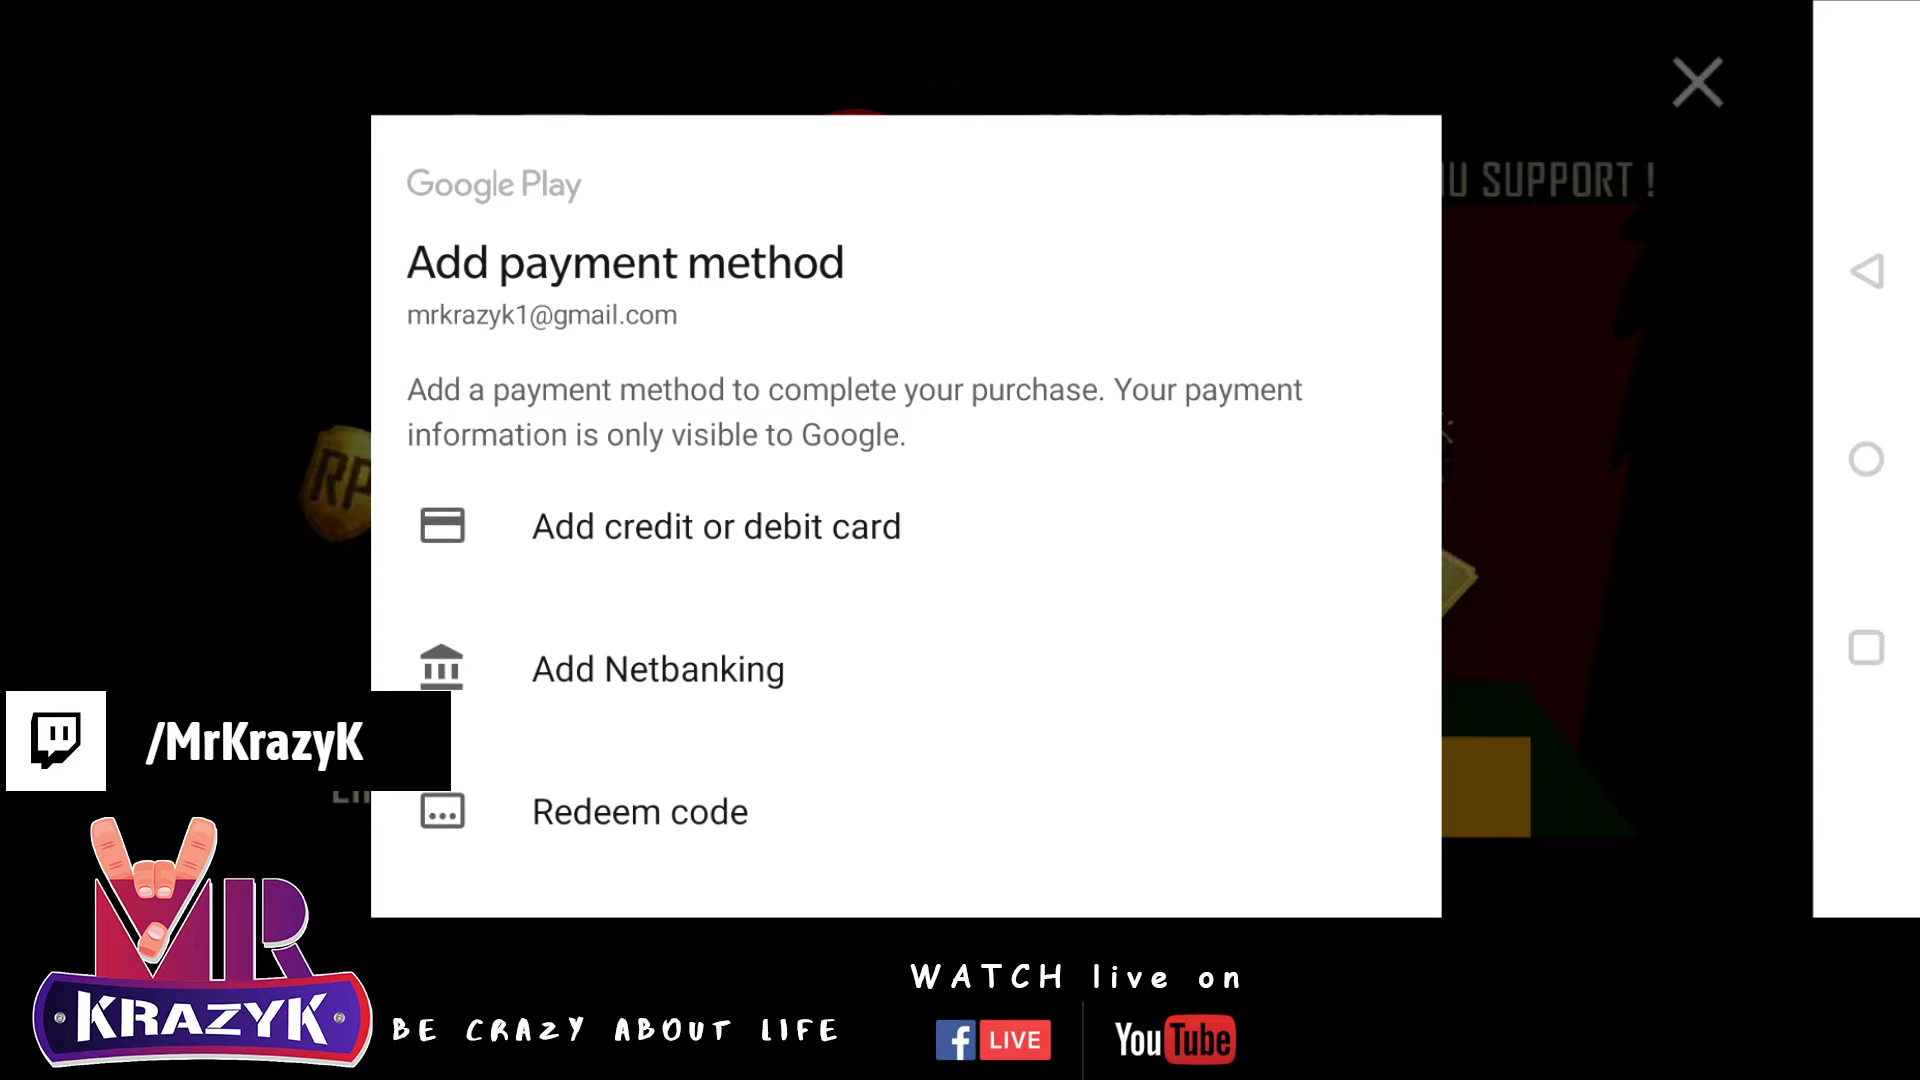 OU SUPPORT !
Google Play
Add payment method
mrkrazyk1@gmail.com
Add a payment method to complete your purchase. Your payment
information is only visible to Google.
RP
Add credit or debit card
Add Netbanking
/MrKrazyK
Redeem code
MR
KRAZYK
BE CRAZY ABOUT LIFE
WATCH live on
f LIVE
YouTube